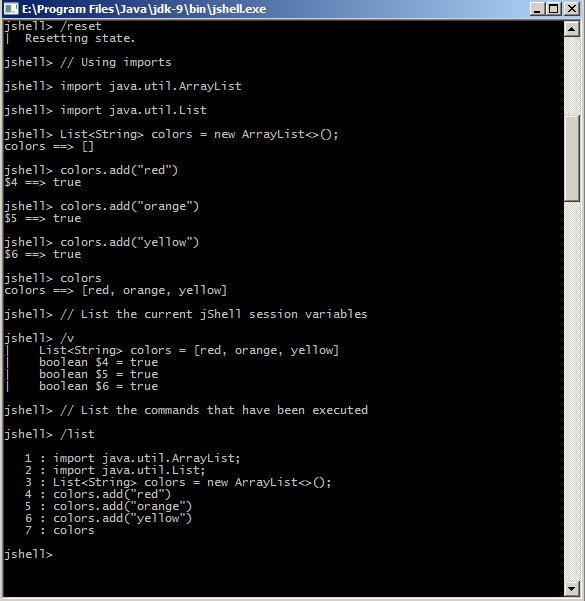 E:\Program Files\Java\jdk-9\bin\jshell.exe
jshell> /reset
|  Resetting state.
jshell> // Using imports
jshell> import java.util.ArrayList
jshell> import java.util.List
jshell> List<String> colors = new ArrayList<>();
colors ==> []
jshell> colors.add("red")
$4 ==> true
jshell> colors.add("orange")
$5 ==> true
jshell> colors.add("yellow")
$6 ==> true
jshell> colors
colors ==> [red, orange, yellow]
jshell> // List the current jShell session variables
jshell> /v
|    List<String> colors = [red, orange, yellow]
|    boolean $4 = true
|    boolean $5 = true
|    boolean $6 = true
jshell> // List the commands that have been executed
jshell> /list
1 : import java.util.ArrayList;
2 : import java.util.List;
3 : List<String> colors = new ArrayList<>();
4 : colors.add("red")
5 : colors.add("orange")
6 : colors.add("yellow")
7 : colors
jshell>